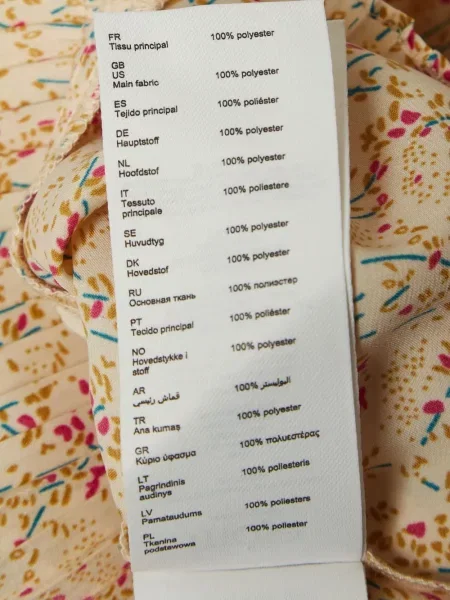 FR
Tissu principal 100% polyester
GB
US
Main fabric 100% polyester
ES
Tejido principal 100% poliéster
DE
Hauptstoff 100% polyester
NL
Hoofdstof 100% polyester
IT
Tessuto 100% poliestere
principale
SE
Huvudtyg 100% polyester
DK
Hovedstof 100% polyester
RU
Основная ткань 100% полиэстер
PT
Tecido principal 100% poliéster
NO
Hovedstykke i 100% polyester
stoff
AR
قماش رئيسي 100% البوليستر
TR
Ana kumaş 100% polyester
GR
Κύριο ύφασμα 100% πολυεστέρας
LT
Pagrindinis 100% poliesteris
audinys
LV
Pamataudums 100% poliesters
PL
Tkanina 100% poliester
podstawowa